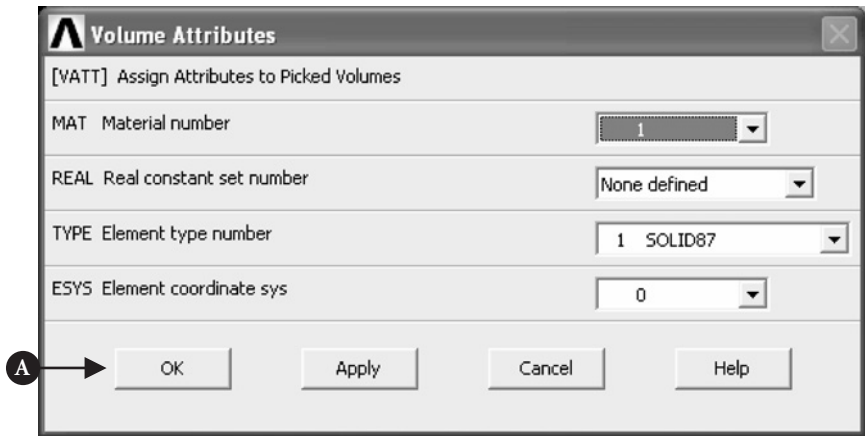 Volume Attributes
[VATT] Assign Attributes to Picked Volumes
MAT Material number 1
REAL Real constant set number None defined
TYPE Element type number 1 SOLID87
ESYS Element coordinate sys 0
A OK Apply Cancel Help